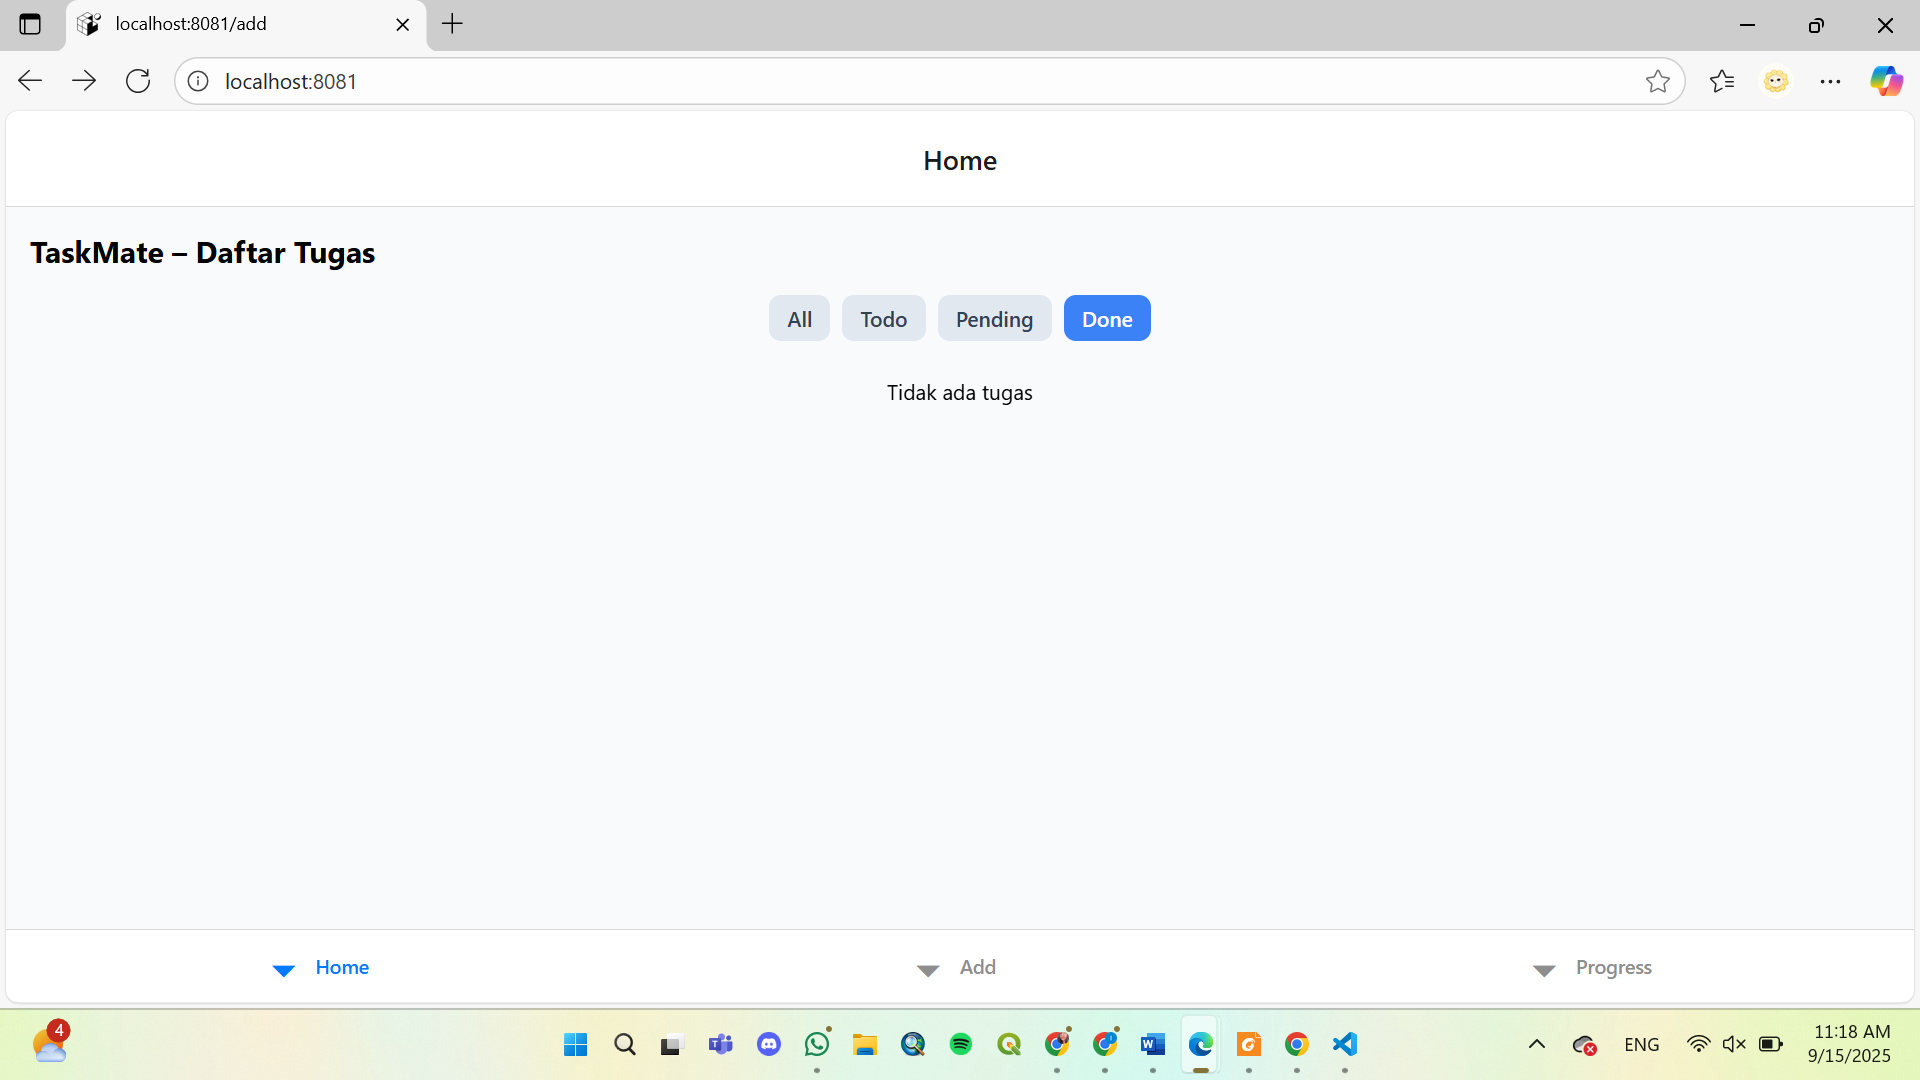 localhost:8081/add
localhost:8081
Home
TaskMate – Daftar Tugas
All Todo Pending Done
Tidak ada tugas
Home Add Progress
4
ENG
11:18 AM
9/15/2025